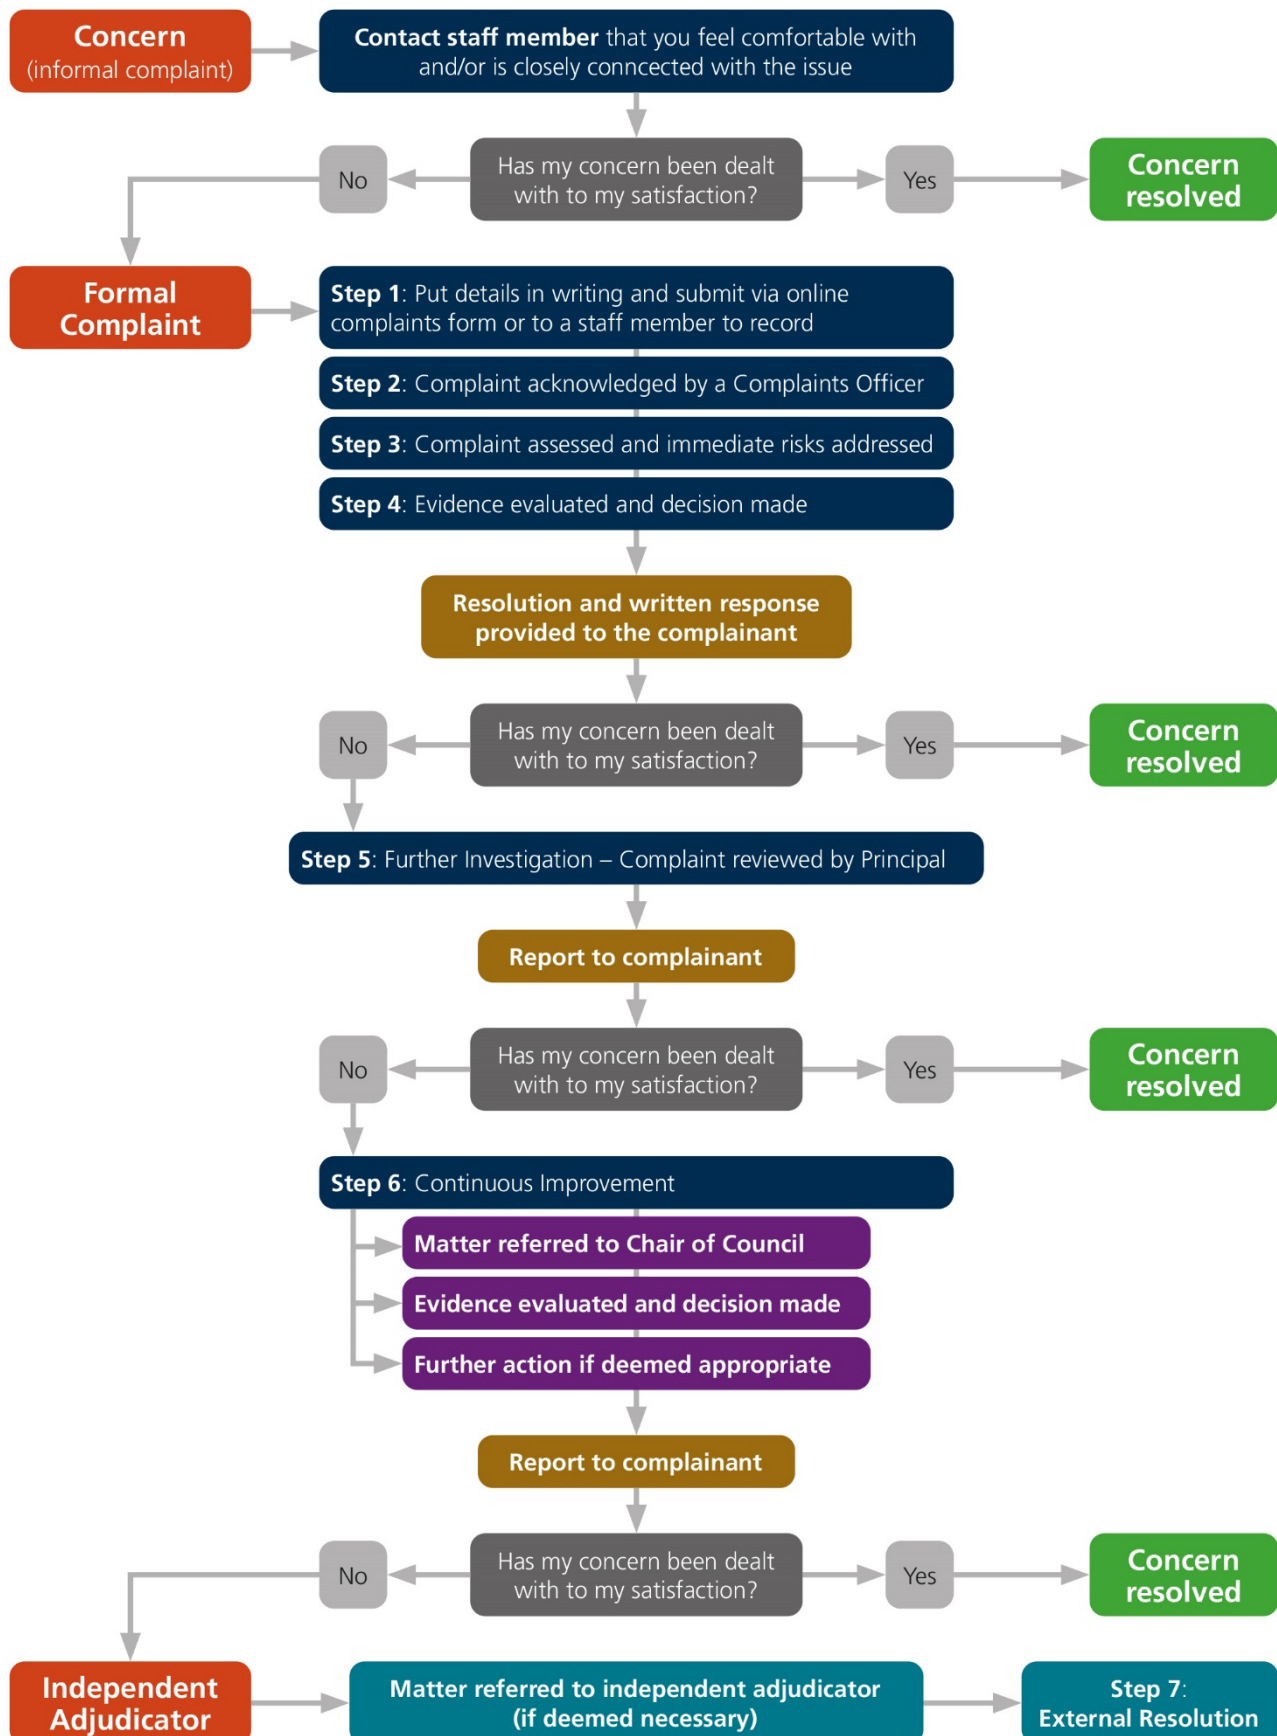 Concern
(informal complaint)
Contact staff member that you feel comfortable with
and/or is closely conncected with the issue
No
Has my concern been dealt
with to my satisfaction?
Yes
Concern
resolved
Formal
Complaint
Step 1: Put details in writing and submit via online
complaints form or to a staff member to record
Step 2: Complaint acknowledged by a Complaints Officer
Step 3: Complaint assessed and immediate risks addressed
Step 4: Evidence evaluated and decision made
Resolution and written response
provided to the complainant
No
Has my concern been dealt
with to my satisfaction?
Yes
Concern
resolved
Step 5: Further Investigation – Complaint reviewed by Principal
Report to complainant
No
Has my concern been dealt
with to my satisfaction?
Yes
Concern
resolved
Step 6: Continuous Improvement
Matter referred to Chair of Council
Evidence evaluated and decision made
Further action if deemed appropriate
Report to complainant
No
Has my concern been dealt
with to my satisfaction?
Yes
Concern
resolved
Independent
Adjudicator
Matter referred to independent adjudicator
(if deemed necessary)
Step 7:
External Resolution